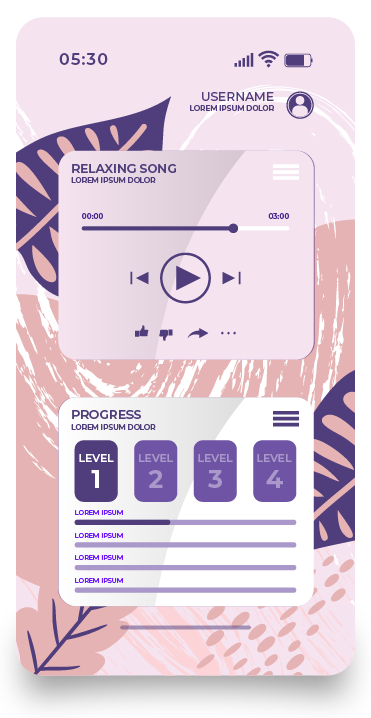 05:30
USERNAME
LOREM IPSUM DOLOR
RELAXING SONG
LOREM IPSUM DOLOR
00:00 03:00
PROGRESS
LOREM IPSUM DOLOR
LEVEL LEVEL LEVEL LEVEL
1 2 3 4
LOREM IPSUM
LOREM IPSUM
LOREM IPSUM
LOREM IPSUM